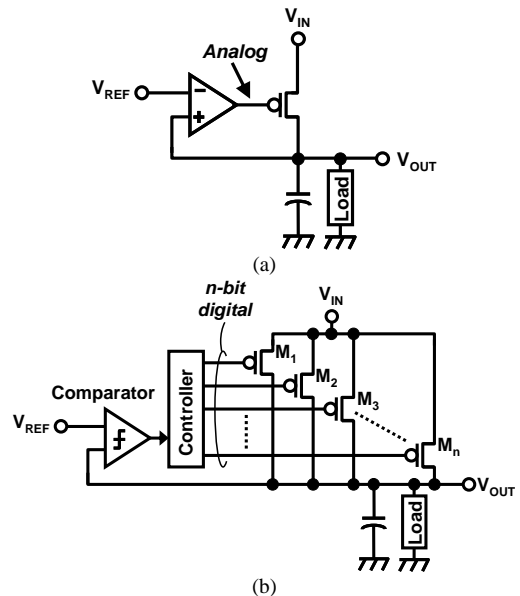 V_IN
Analog
V_REF
−
+
V_OUT
Load
(a)
n-bit
digital
V_IN
M_1
M_2
M_3
M_n
Comparator
Controller
V_REF
V_OUT
Load
(b)